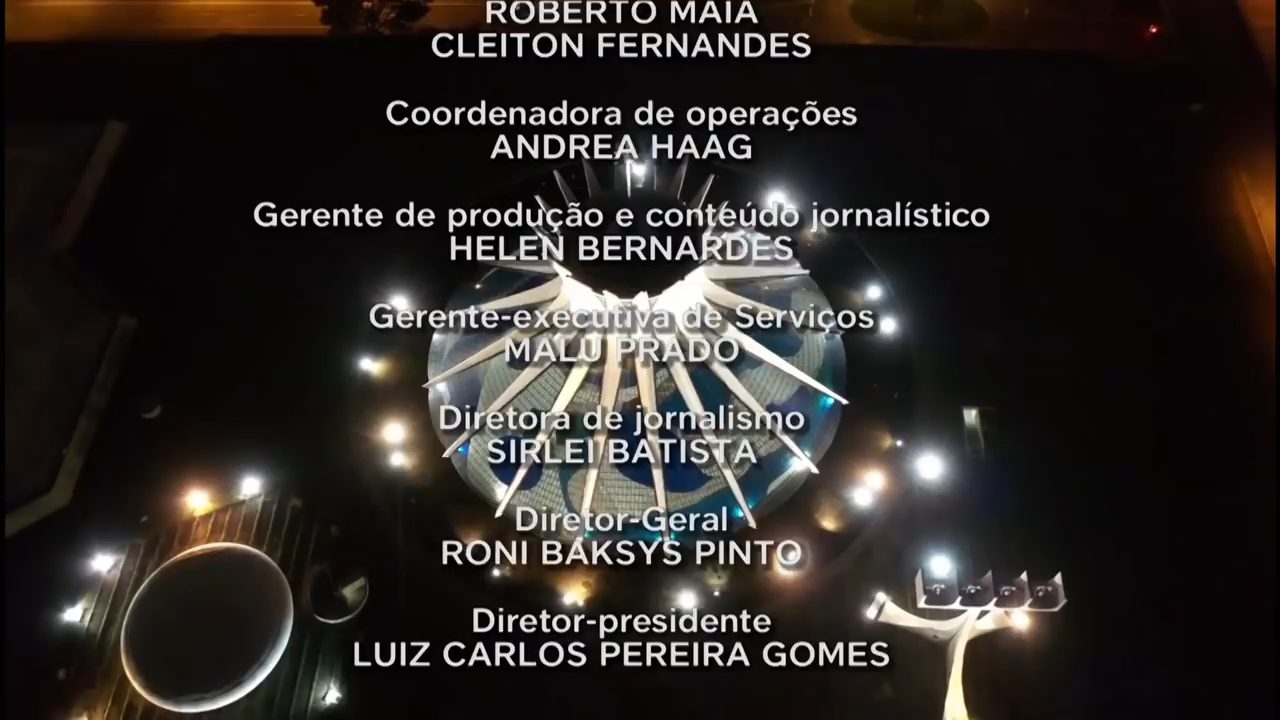 ROBERTO MAIA
CLEITON FERNANDES
Coordenadora de operações
ANDREA HAAG
Gerente de produção e conteúdo jornalístico
HELEN BERNARDES
Gerente-executiva de Serviços
MALU PRADO
Diretora de jornalismo
SIRLEI BATISTA
Diretor-Geral
RONI BAKSYS PINTO
Diretor-presidente
LUIZ CARLOS PEREIRA GOMES